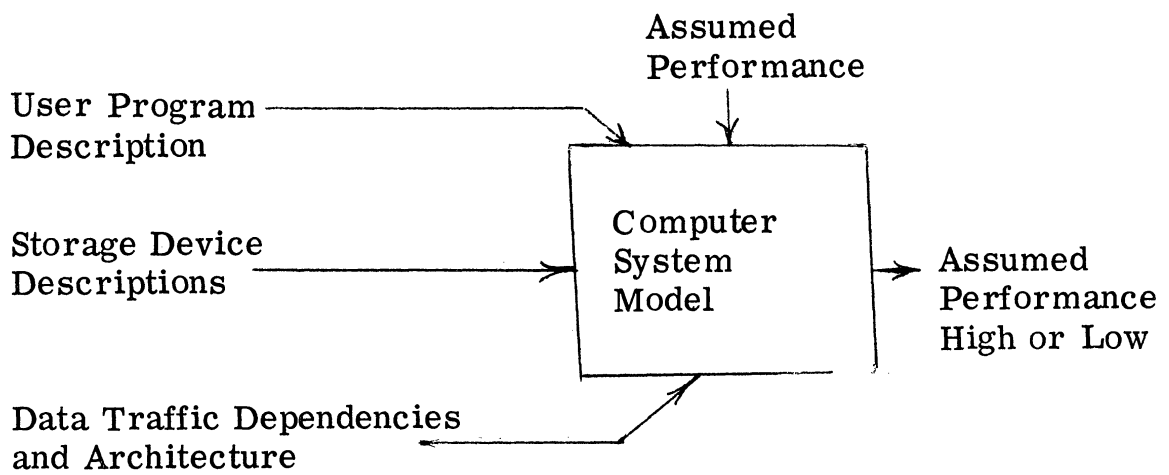 Assumed
Performance
User Program
Description
Storage Device
Descriptions
Computer
System
Model
Assumed
Performance
High or Low
Data Traffic Dependencies
and Architecture